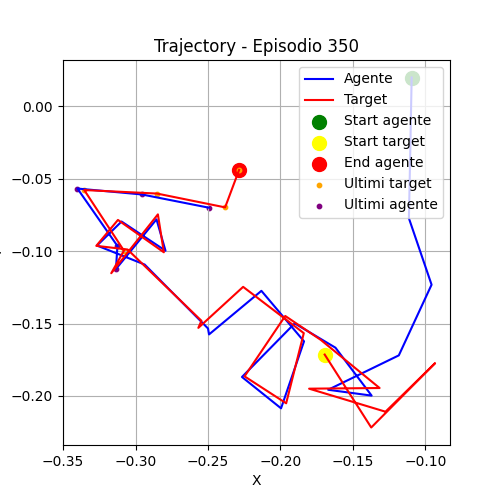 Trajectory - Episodio 350
Agente
Target
Start agente
Start target
End agente
Ultimi target
Ultimi agente
0.00
−0.05
−0.10
−0.15
−0.20
−0.35
−0.30
−0.25
−0.20
−0.15
−0.10
X